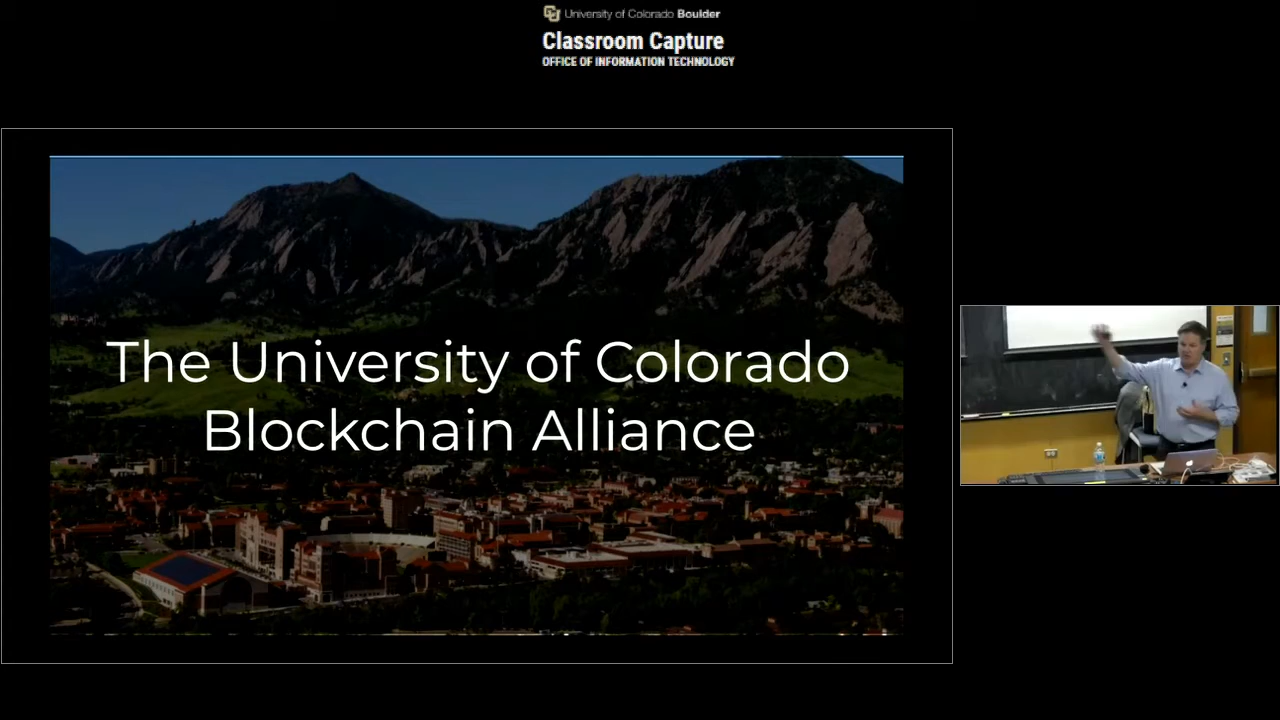 University of Colorado Boulder
Classroom Capture
OFFICE OF INFORMATION TECHNOLOGY
The University of Colorado
Blockchain Alliance